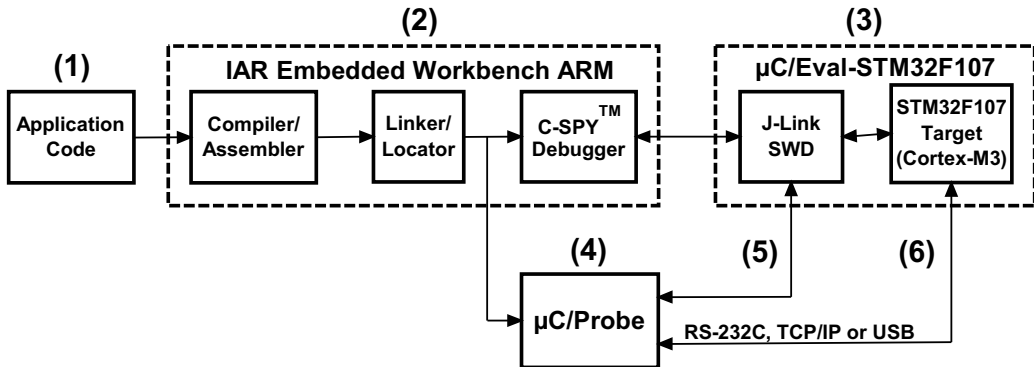 (1)
Application
Code
(2)
IAR Embedded Workbench ARM
Compiler/
Assembler
Linker/
Locator
C-SPY™
Debugger
(3)
µC/Eval-STM32F107
J-Link
SWD
STM32F107
Target
(Cortex-M3)
(4)
µC/Probe
(5)
(6)
RS-232C, TCP/IP or USB